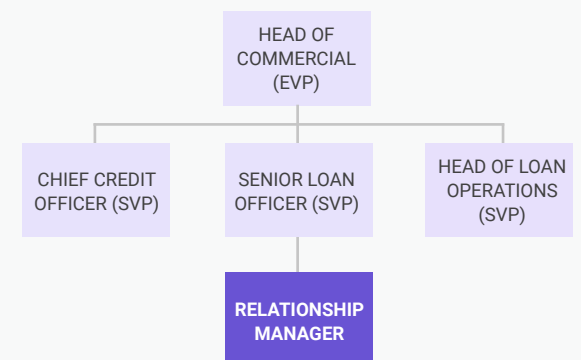 HEAD OF
COMMERCIAL
(EVP)
CHIEF CREDIT
OFFICER (SVP)
SENIOR LOAN
OFFICER (SVP)
HEAD OF LOAN
OPERATIONS
(SVP)
RELATIONSHIP
MANAGER